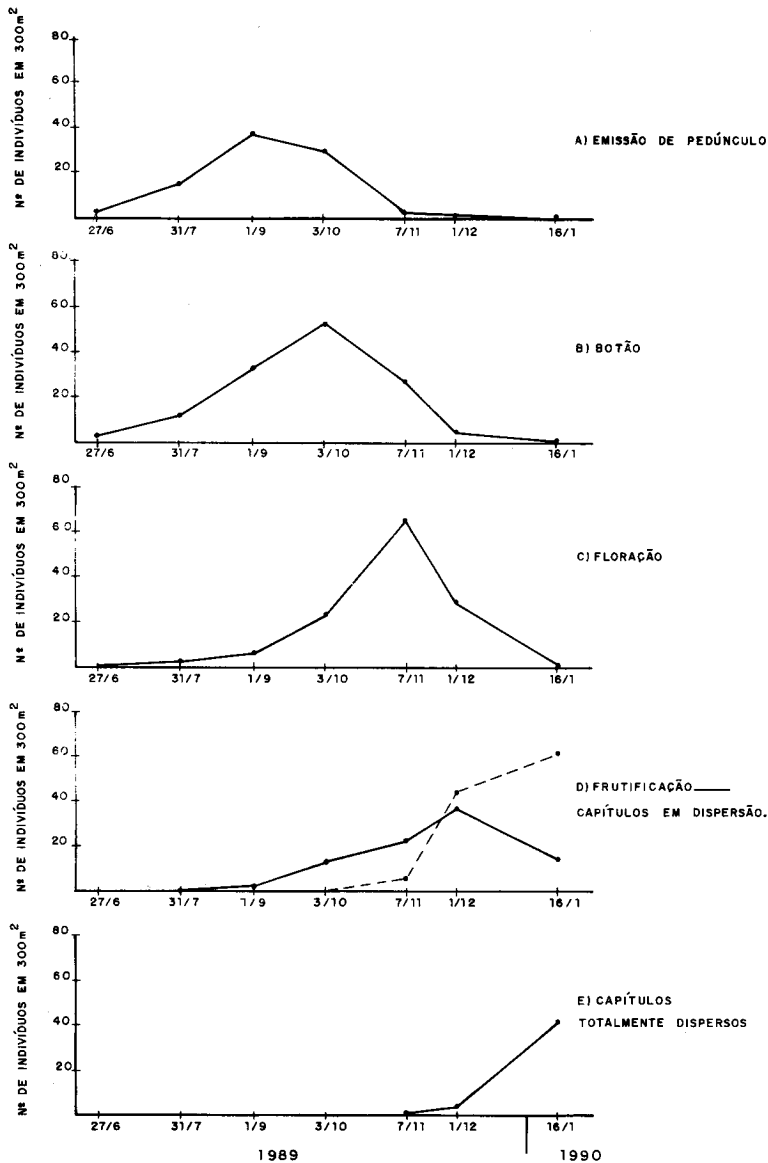 Nº DE INDIVÍDUOS EM 300m²
80
60
40
20
27/6 31/7 1/9 3/10 7/11 1/12 16/1
A) EMISSÃO DE PEDÚNCULO
Nº DE INDIVÍDUOS EM 300m²
80
60
40
20
27/6 31/7 1/9 3/10 7/11 1/12 16/1
B) BOTÃO
Nº DE INDIVÍDUOS EM 300m²
80
60
40
20
27/6 31/7 1/9 3/10 7/11 1/12 16/1
C) FLORAÇÃO
Nº DE INDIVÍDUOS EM 300m²
80
60
40
20
27/6 31/7 1/9 3/10 7/11 1/12 16/1
D) FRUTIFICAÇÃO
CAPÍTULOS EM DISPERSÃO.
Nº DE INDIVÍDUOS EM 300m²
80
60
40
20
27/6 31/7 1/9 3/10 7/11 1/12 16/1
E) CAPÍTULOS
TOTALMENTE DISPERSOS
1989 1990